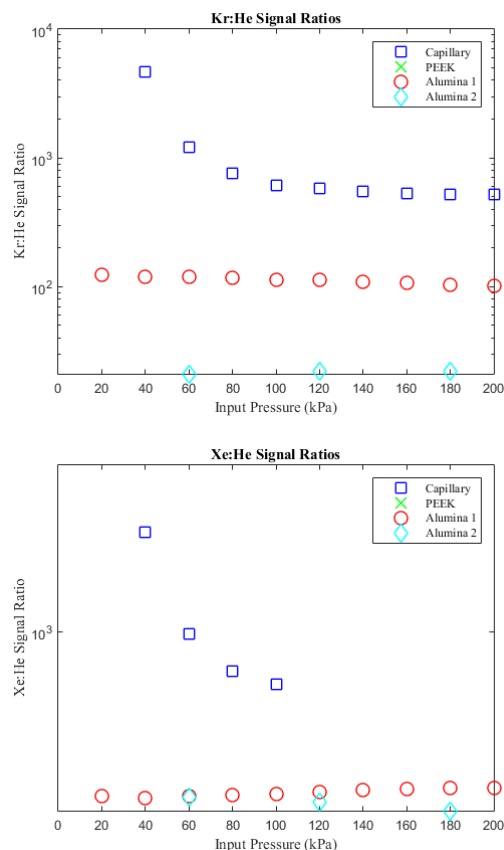 Kr:He Signal Ratios
10^4
10^3
10^2
Kr:He Signal Ratio
Capillary
PEEK
Alumina 1
Alumina 2
0 20 40 60 80 100 120 140 160 180 200
Input Pressure (kPa)
Xe:He Signal Ratios
10^3
Xe:He Signal Ratio
Capillary
PEEK
Alumina 1
Alumina 2
0 20 40 60 80 100 120 140 160 180 200
Input Pressure (kPa)